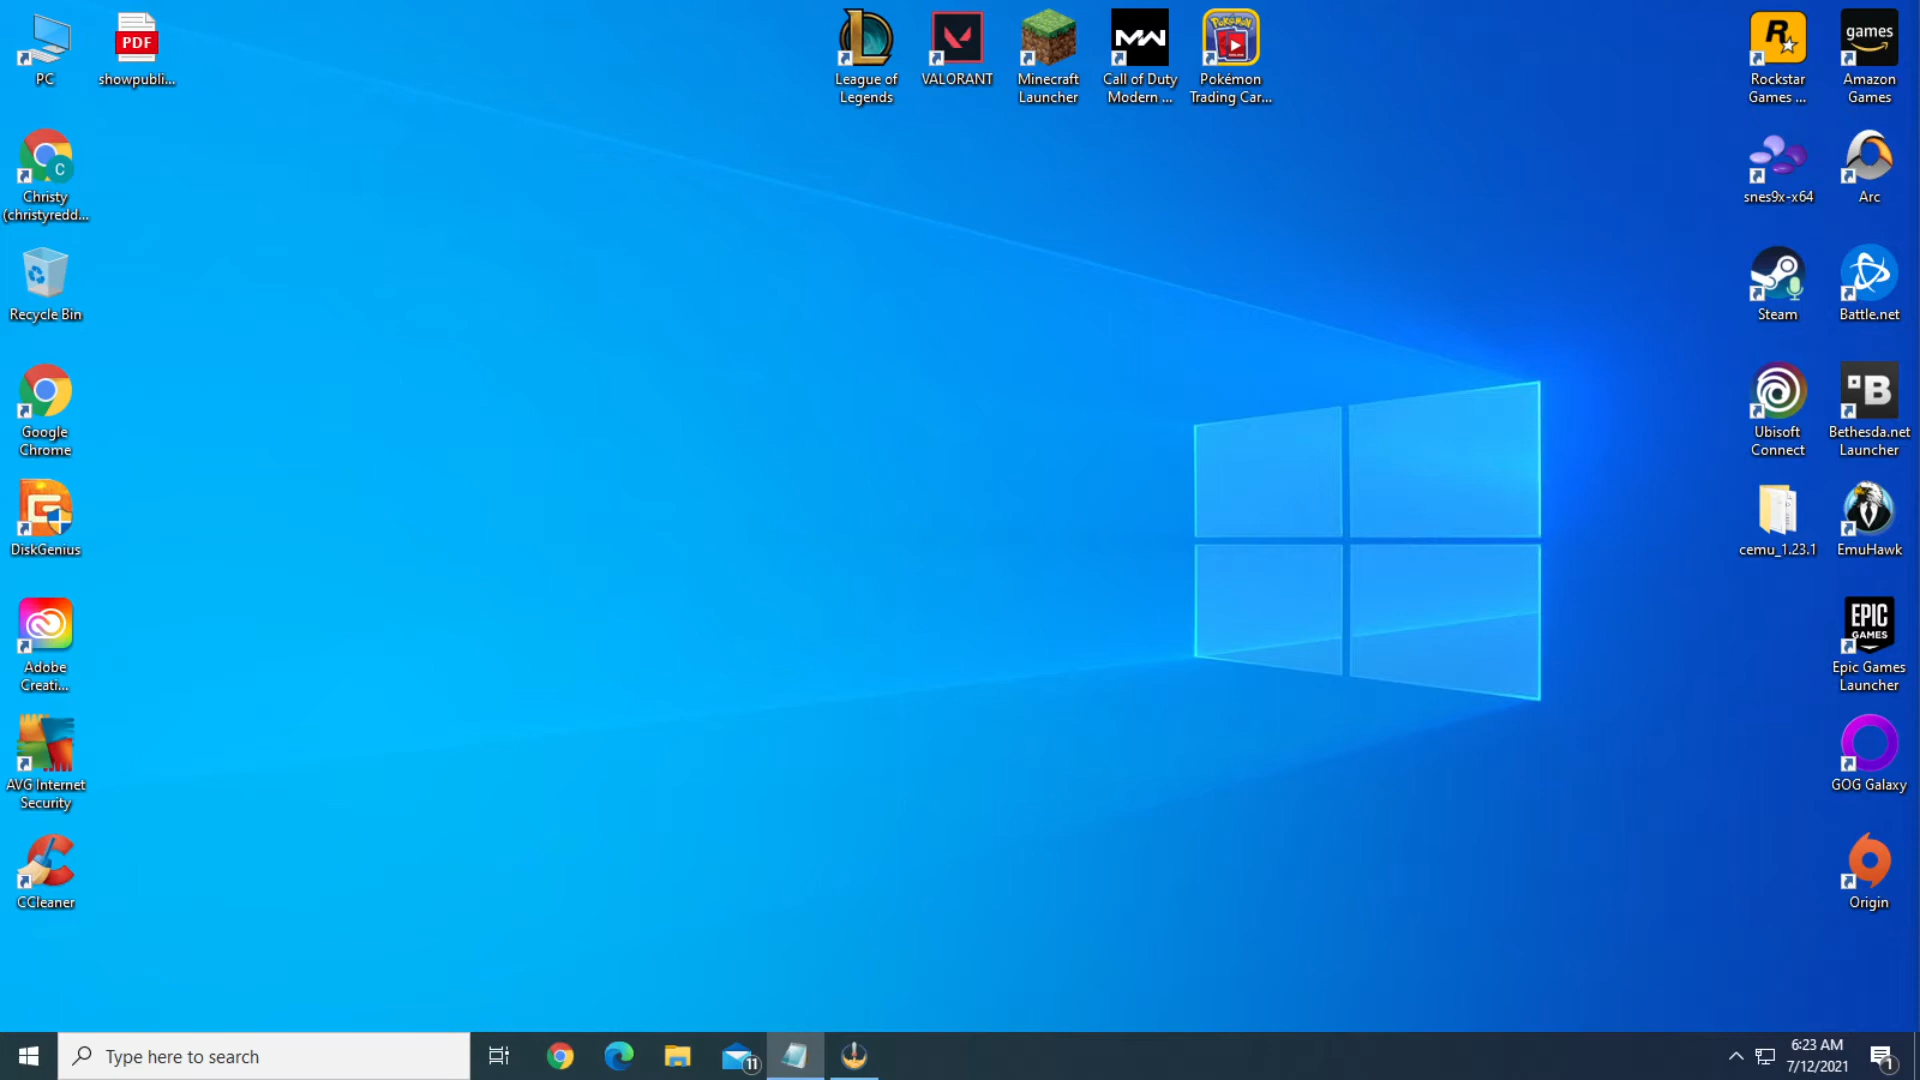 PC
PDF
showpubli...
Christy
(christyredd...
C
Recycle Bin
Google
Chrome
DiskGenius
Adobe
Creati...
AVG Internet
Security
CCleaner
League of
Legends
VALORANT
Minecraft
Launcher
MW
Call of Duty
Modern ...
Pokémon
Pokémon
Trading Car...
R
Rockstar
Games ...
games
Amazon
Games
snes9x-x64
Arc
Steam
Battle.net
Ubisoft
Connect
B
Bethesda.net
Launcher
cemu_1.23.1
EmuHawk
EPIC
GAMES
Epic Games
Launcher
GOG Galaxy
Origin
Type here to search
11
6:23 AM
7/12/2021
1